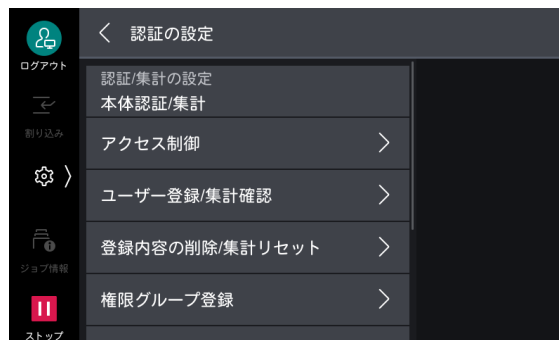 認証の設定
ログアウト
認証/集計の設定
本体認証/集計
割り込み
アクセス制御
ユーザー登録/集計確認
登録内容の削除/集計リセット
ジョブ情報
権限グループ登録
ストップ